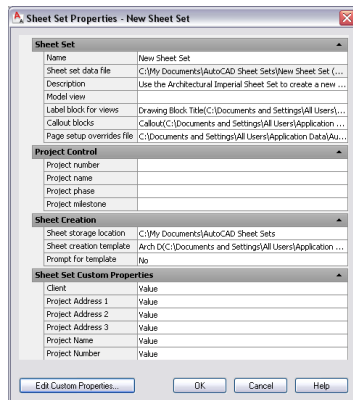 Sheet Set Properties - New Sheet Set
Sheet Set
Name New Sheet Set
Sheet set data file C:\My Documents\AutoCAD Sheet Sets\New Sheet Set (...
Description Use the Architectural Imperial Sheet Set to create a new ...
Model view
Label block for views Drawing Block Title(C:\Documents and Settings\All Users\...
Callout blocks Callout(C:\Documents and Settings\All Users\Application ...
Page setup overrides file C:\Documents and Settings\All Users\Application Data\Au...
Project Control
Project number
Project name
Project phase
Project milestone
Sheet Creation
Sheet storage location C:\My Documents\AutoCAD Sheet Sets
Sheet creation template Arch D(C:\Documents and Settings\All Users\Application ...
Prompt for template No
Sheet Set Custom Properties
Client Value
Project Address 1 Value
Project Address 2 Value
Project Address 3 Value
Project Name Value
Project Number Value
Edit Custom Properties... OK Cancel Help